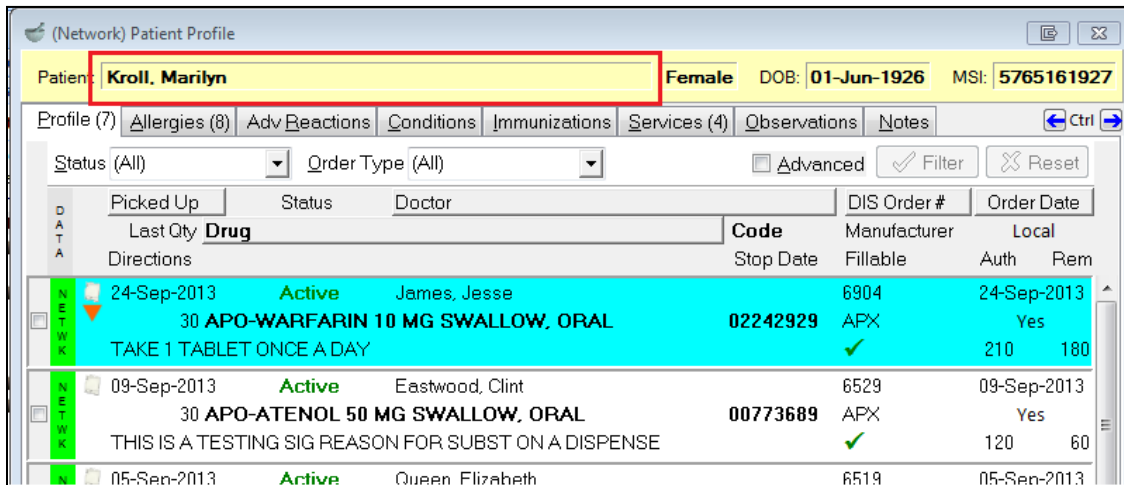 (Network) Patient Profile
Patient Kroll, Marilyn Female DOB: 01-Jun-1926 MSI: 5765161927
Profile (7) Allergies (8) Adv Reactions Conditions Immunizations Services (4) Observations Notes Ctrl
Status (All) Order Type (All) Advanced Filter Reset
DATA
Picked Up Status Doctor DIS Order # Order Date
Last Qty Drug Code Manufacturer Local
Directions Stop Date Fillable Auth Rem
NETWK
24-Sep-2013 Active James, Jesse 6904 24-Sep-2013
30 APO-WARFARIN 10 MG SWALLOW, ORAL 02242929 APX Yes
TAKE 1 TABLET ONCE A DAY 210 180
NETWK
09-Sep-2013 Active Eastwood, Clint 6529 09-Sep-2013
30 APO-ATENOL 50 MG SWALLOW, ORAL 00773689 APX Yes
THIS IS A TESTING SIG REASON FOR SUBST ON A DISPENSE 120 60
N
05-Sep-2013 Active Queen, Elizabeth 6519 05-Sep-2013